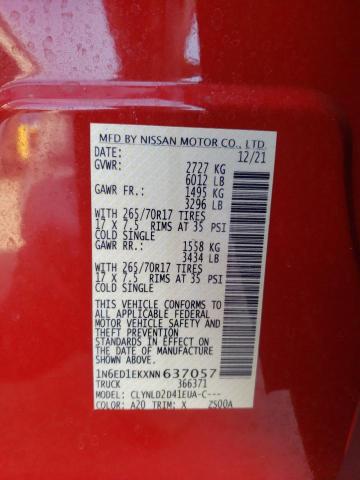 MFD BY NISSAN MOTOR CO., LTD.
DATE: 12/21
GVWR: 2727 KG
6012 LB
GAWR FR: 1495 KG
3296 LB
WITH 265/70R17 TIRES
17 X 7.5 RIMS AT 35 PSI
COLD SINGLE
GAWR RR: 1558 KG
3434 LB
WITH 265/70R17 TIRES
17 X 7.5 RIMS AT 35 PSI
COLD SINGLE
THIS VEHICLE CONFORMS TO
ALL APPLICABLE FEDERAL
MOTOR VEHICLE SAFETY
AND THEFT PREVENTION
STANDARDS IN EFFECT ON
THE DATE OF MANUFACTURE
SHOWN ABOVE.
1N6ED1EKXNN637057
TRUCK 366371
MODEL: CLYNLD2D41EUA-C---
COLOR: A20 TRIM: X 2S00A